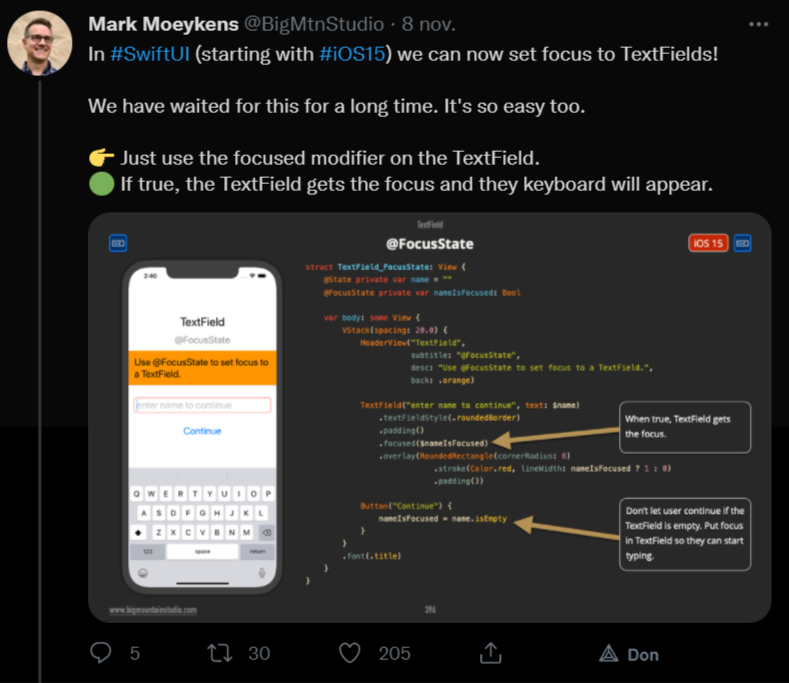 Mark Moeykens @BigMtnStudio · 8 nov.
In #SwiftUI (starting with #iOS15) we can now set focus to TextFields!
We have waited for this for a long time. It's so easy too.
👉 Just use the focused modifier on the TextField.
🟢 If true, the TextField gets the focus and they keyboard will appear.
TextField
@FocusState
iOS 15
2:40
TextField
@FocusState
Use @FocusState to set focus to
a TextField.
enter name to continue
Continue
Q W E R T Y U I O P
A S D F G H J K L
Z X C V B N M
123 space return
struct TextField_FocusState: View {
@State private var name = ""
@FocusState private var nameIsFocused: Bool
var body: some View {
VStack(spacing: 20.0) {
HeaderView("TextField",
subtitle: "@FocusState",
desc: "Use @FocusState to set focus to a TextField.",
back: .orange)
TextField("enter name to continue", text: $name)
.textFieldStyle(.roundedBorder)
.padding()
.focused($nameIsFocused)
.overlay(RoundedRectangle(cornerRadius: 8)
.stroke(Color.red, lineWidth: nameIsFocused ? 1 : 0)
.padding())
Button("Continue") {
nameIsFocused = name.isEmpty
}
}
.font(.title)
}
}
When true, TextField gets
the focus.
Don't let user continue if the
TextField is empty. Put focus
in TextField so they can start
typing.
www.bigmountainstudio.com
396
5 30 205 Don